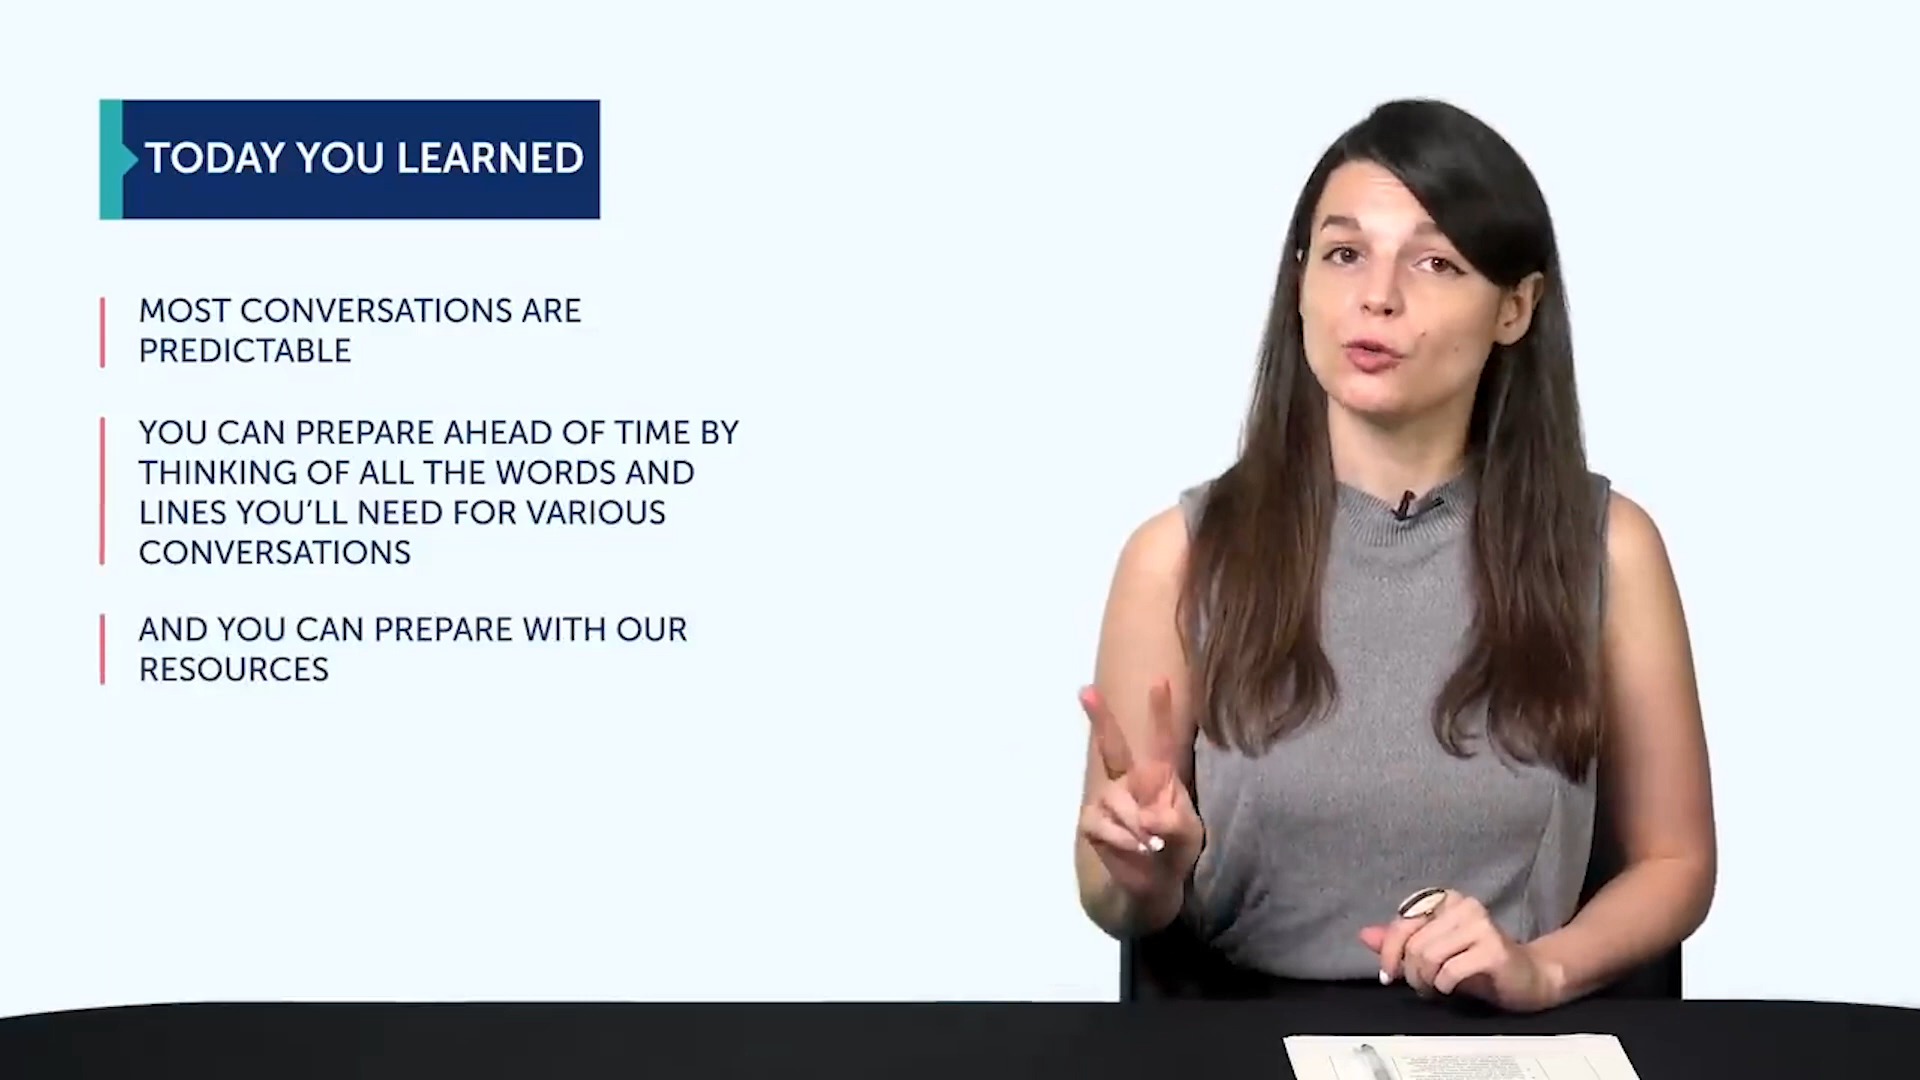 TODAY YOU LEARNED
MOST CONVERSATIONS ARE
PREDICTABLE
YOU CAN PREPARE AHEAD OF TIME BY
THINKING OF ALL THE WORDS AND
LINES YOU'LL NEED FOR VARIOUS
CONVERSATIONS
AND YOU CAN PREPARE WITH OUR
RESOURCES